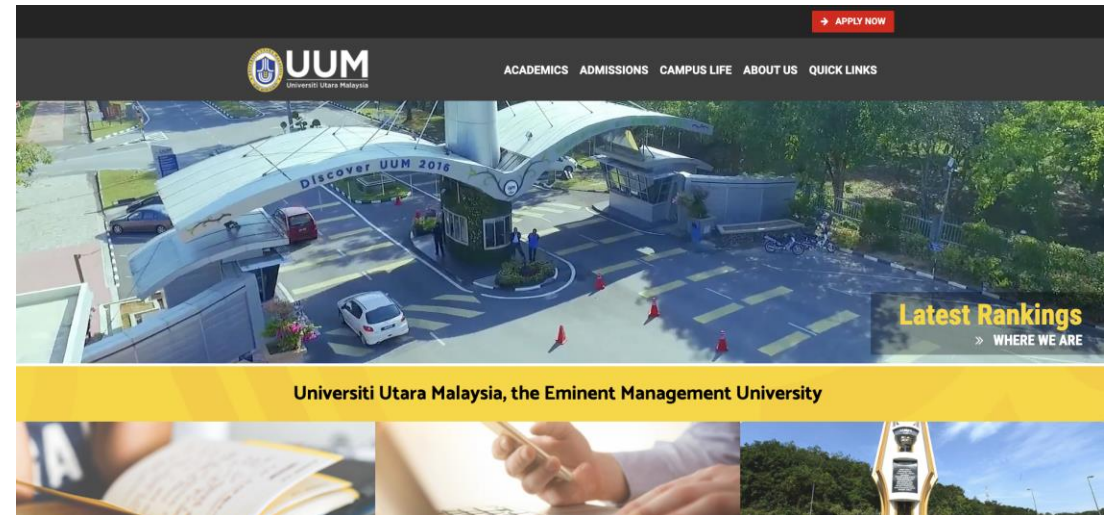 APPLY NOW
UUM
Universiti Utara Malaysia
ACADEMICS ADMISSIONS CAMPUS LIFE ABOUT US QUICK LINKS
Discover UUM 2016
Latest Rankings
» WHERE WE ARE
Universiti Utara Malaysia, the Eminent Management University